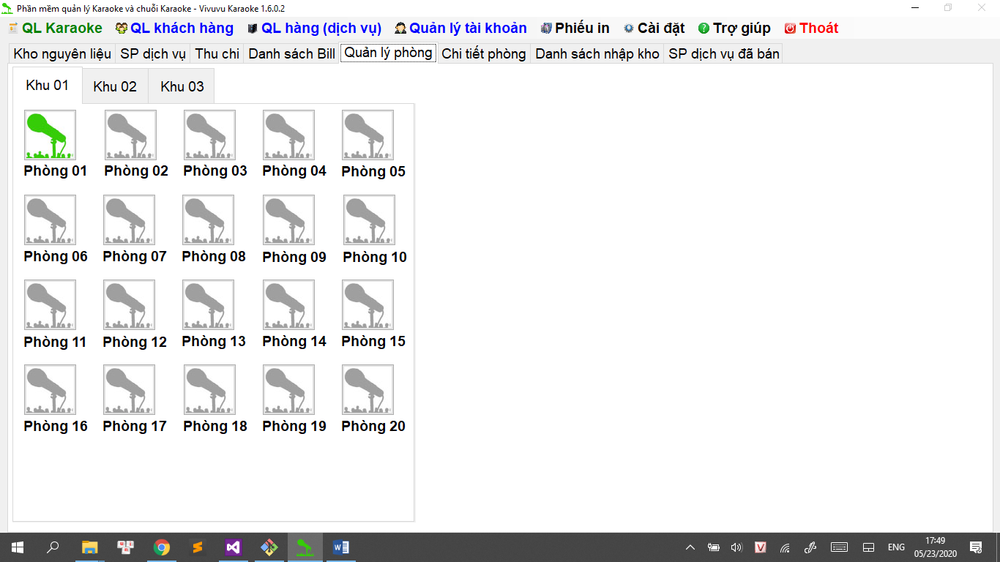 Phần mềm quản lý Karaoke và chuỗi Karaoke - Vivuvu Karaoke 1.6.0.2
QL Karaoke QL khách hàng QL hàng (dịch vụ) Quản lý tài khoản Phiếu in Cài đặt Trợ giúp Thoát
Kho nguyên liệu SP dịch vụ Thu chi Danh sách Bill Quản lý phòng Chi tiết phòng Danh sách nhập kho SP dịch vụ đã bán
Khu 01 Khu 02 Khu 03
Phòng 01 Phòng 02 Phòng 03 Phòng 04 Phòng 05
Phòng 06 Phòng 07 Phòng 08 Phòng 09 Phòng 10
Phòng 11 Phòng 12 Phòng 13 Phòng 14 Phòng 15
Phòng 16 Phòng 17 Phòng 18 Phòng 19 Phòng 20
ENG 17:49
05/23/2020